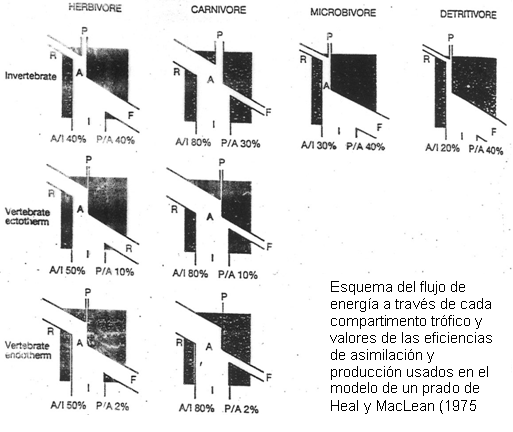 HERBIVORE CARNIVORE MICROBIVORE DETRITIVORE
P P P P
R R R R
A A A A
Invertebrate
F F F F
I I I I
A/I 40% P/A 40% A/I 80% P/A 30% A/I 30% P/A 40% A/I 20% P/A 40%
P P
R
A A
Vertebrate
ectotherm
R F
I I
A/I 50% P/A 10% A/I 80% P/A 10%
P P
R R
A A
Vertebrate
endotherm
F F
I I
A/I 50% P/A 2% A/I 80% P/A 2%
Esquema del flujo de
energía a través de cada
compartimento trófico y
valores de las eficiencias
de asimilación y
producción usados en el
modelo de un prado de
Heal y MacLean (1975